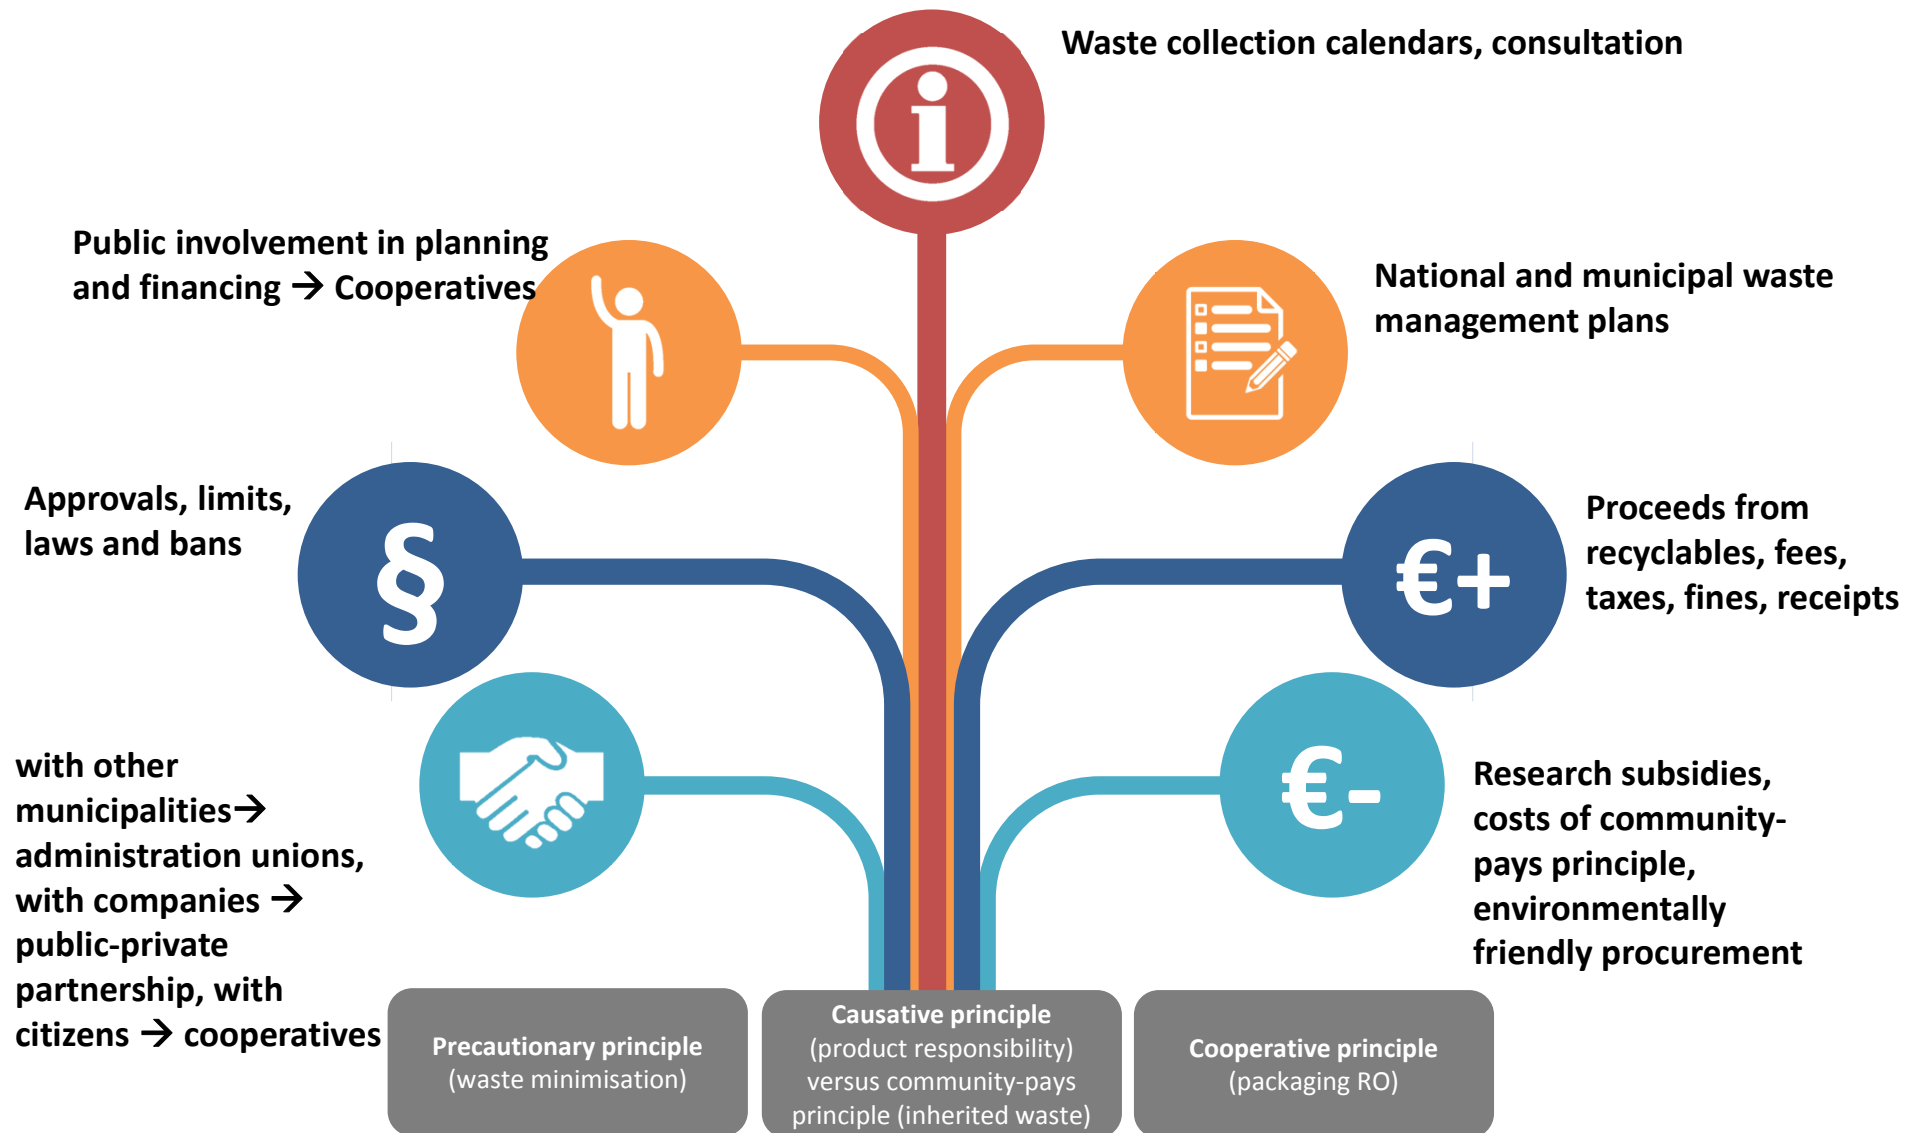 Waste collection calendars, consultation
Public involvement in planning
and financing → Cooperatives
National and municipal waste
management plans
Approvals, limits,
laws and bans
§
€+
Proceeds from
recyclables, fees,
taxes, fines, receipts
with other
municipalities→
administration unions,
with companies →
public-private
partnership, with
citizens → cooperatives
€-
Research subsidies,
costs of community-
pays principle,
environmentally
friendly procurement
Precautionary principle
(waste minimisation)
Causative principle
(product responsibility)
versus community-pays
principle (inherited waste)
Cooperative principle
(packaging RO)